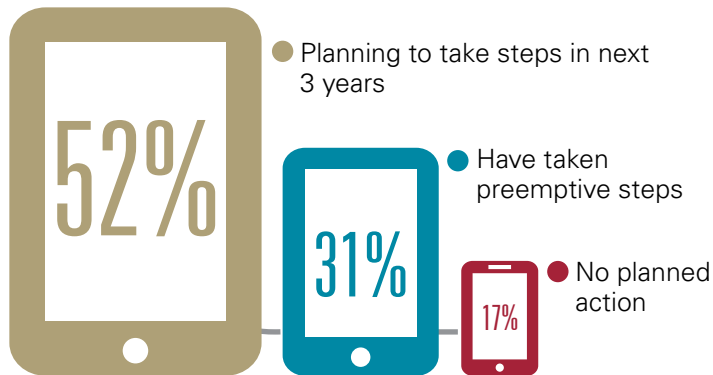 52%
Planning to take steps in next
3 years
31%
Have taken
preemptive steps
17%
No planned
action